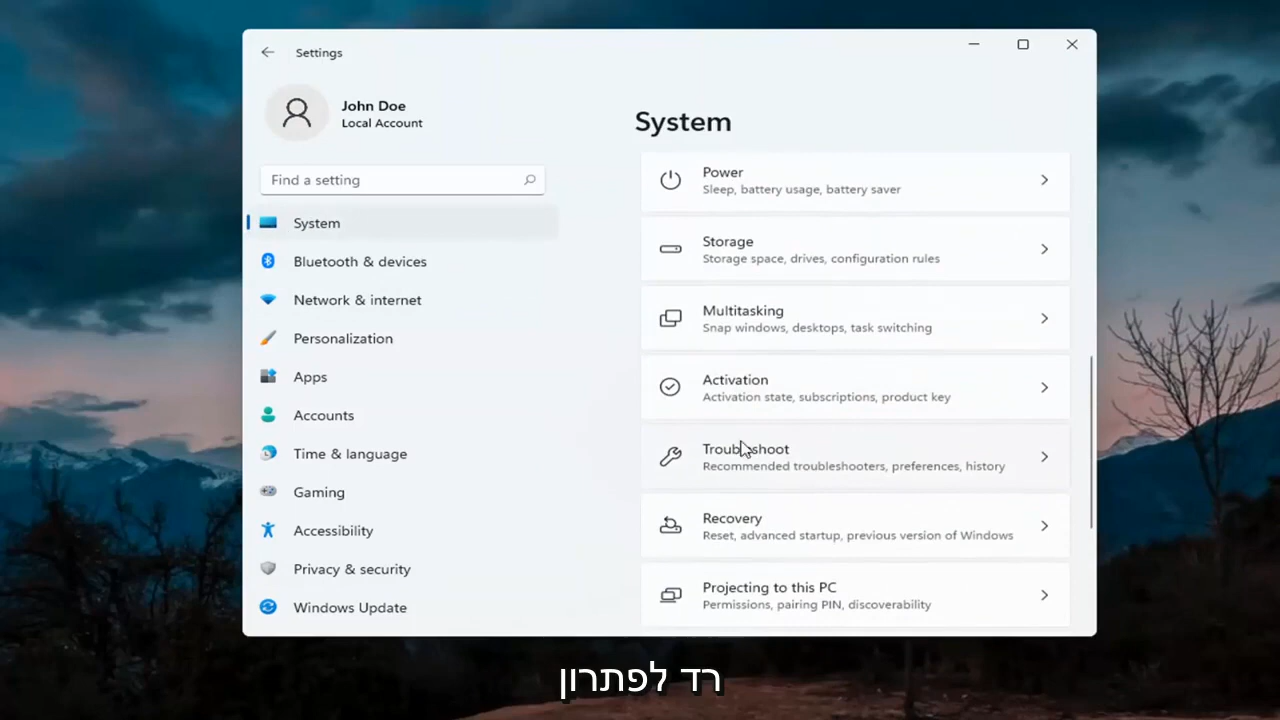 Settings
John Doe
Local Account
Find a setting
System
Bluetooth & devices
Network & internet
Personalization
Apps
Accounts
Time & language
Gaming
Accessibility
Privacy & security
Windows Update
System
Power
Sleep, battery usage, battery saver
Storage
Storage space, drives, configuration rules
Multitasking
Snap windows, desktops, task switching
Activation
Activation state, subscriptions, product key
Troubleshoot
Recommended troubleshooters, preferences, history
Recovery
Reset, advanced startup, previous version of Windows
Projecting to this PC
Permissions, pairing PIN, discoverability
רד לפתרון